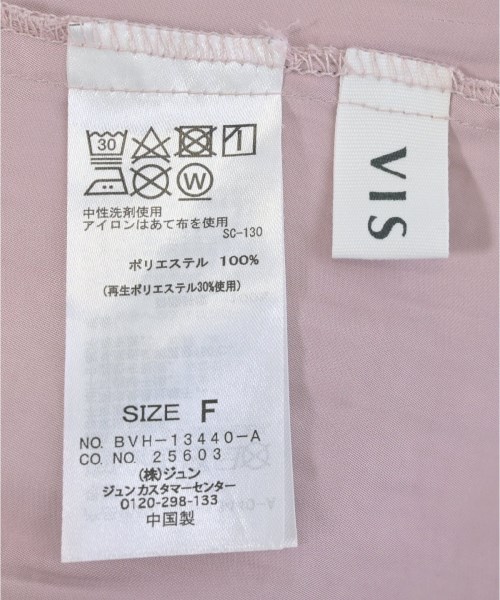 30
W
中性洗剤使用
アイロンはあて布を使用
SC-130
ポリエステル 100%
(再生ポリエステル30%使用)
SIZE F
NO. BVH-13440-A
CO. NO. 25603
(株)ジュン
ジュンカスタマーセンター
0120-298-133
中国製
VIS